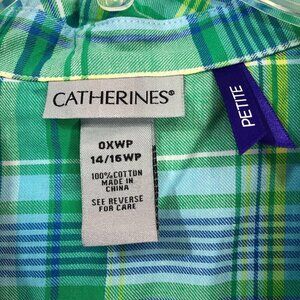 CATHERINES®
PETITE
0XWP
14/16WP
100%COTTON
MADE IN
CHINA
SEE REVERSE
FOR CARE